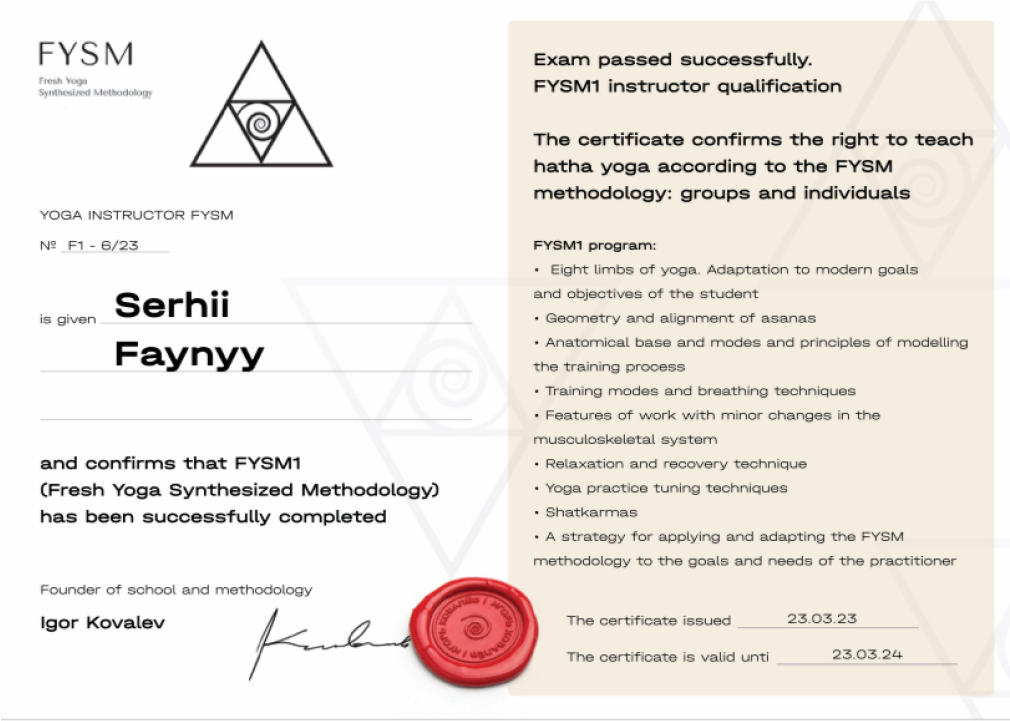 FYSM
Fresh Yoga
Synthesized Methodology
YOGA INSTRUCTOR FYSM
Nº F1 - 6/23
is given Serhii
Faynyy
and confirms that FYSM1
(Fresh Yoga Synthesized Methodology)
has been successfully completed
Founder of school and methodology
Igor Kovalev
Exam passed successfully.
FYSM1 instructor qualification
The certificate confirms the right to teach
hatha yoga according to the FYSM
methodology: groups and individuals
FYSM1 program:
• Eight limbs of yoga. Adaptation to modern goals
and objectives of the student
• Geometry and alignment of asanas
• Anatomical base and modes and principles of modelling
the training process
• Training modes and breathing techniques
• Features of work with minor changes in the
musculoskeletal system
• Relaxation and recovery technique
• Yoga practice tuning techniques
• Shatkarmas
• A strategy for applying and adapting the FYSM
methodology to the goals and needs of the practitioner
The certificate issued 23.03.23
The certificate is valid unti 23.03.24